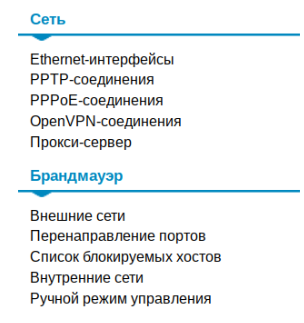 Сеть
Ethernet-интерфейсы
PPTP-соединения
PPPoE-соединения
OpenVPN-соединения
Прокси-сервер
Брандмауэр
Внешние сети
Перенаправление портов
Список блокируемых хостов
Внутренние сети
Ручной режим управления